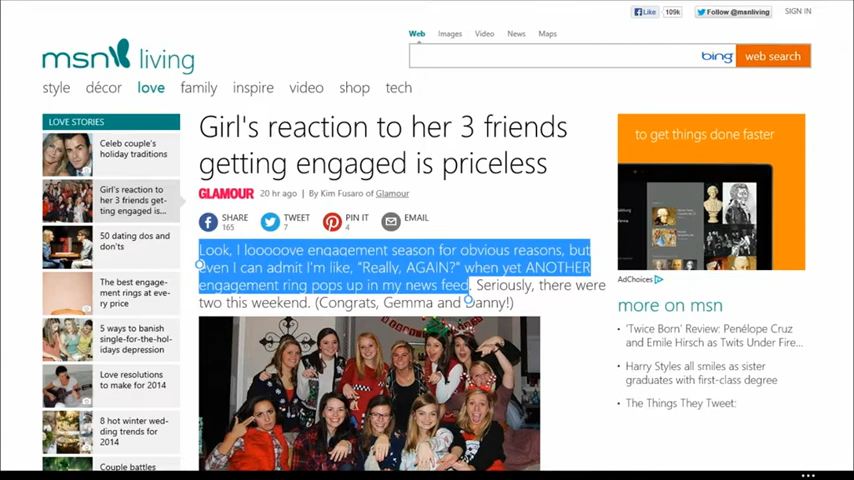 Like 109k Follow @msnliving SIGN IN
msn living
Web Images Video News Maps
bing web search
style décor love family inspire video shop tech
LOVE STORIES
Celeb couple's
holiday traditions
Girl's reaction to
her 3 friends get-
ting engaged is...
50 dating dos and
don'ts
The best engage-
ment rings at eve-
ry price
5 ways to banish
single-for-the-hol-
idays depression
Love resolutions
to make for 2014
8 hot winter wed-
ding trends for
2014
Couple battles
Girl's reaction to her 3 friends
getting engaged is priceless
GLAMOUR 20 hr ago | By Kim Fusaro of Glamour
SHARE
165
TWEET
7
PIN IT
4
EMAIL
Look, I looooove engagement season for obvious reasons, but
even I can admit I'm like, "Really, AGAIN?" when yet ANOTHER
engagement ring pops up in my news feed. Seriously, there were
two this weekend. (Congrats, Gemma and Danny!)
to get things done faster
AdChoices
more on msn
'Twice Born' Review: Penélope Cruz
and Emile Hirsch as Twits Under Fire...
Harry Styles all smiles as sister
graduates with first-class degree
The Things They Tweet: